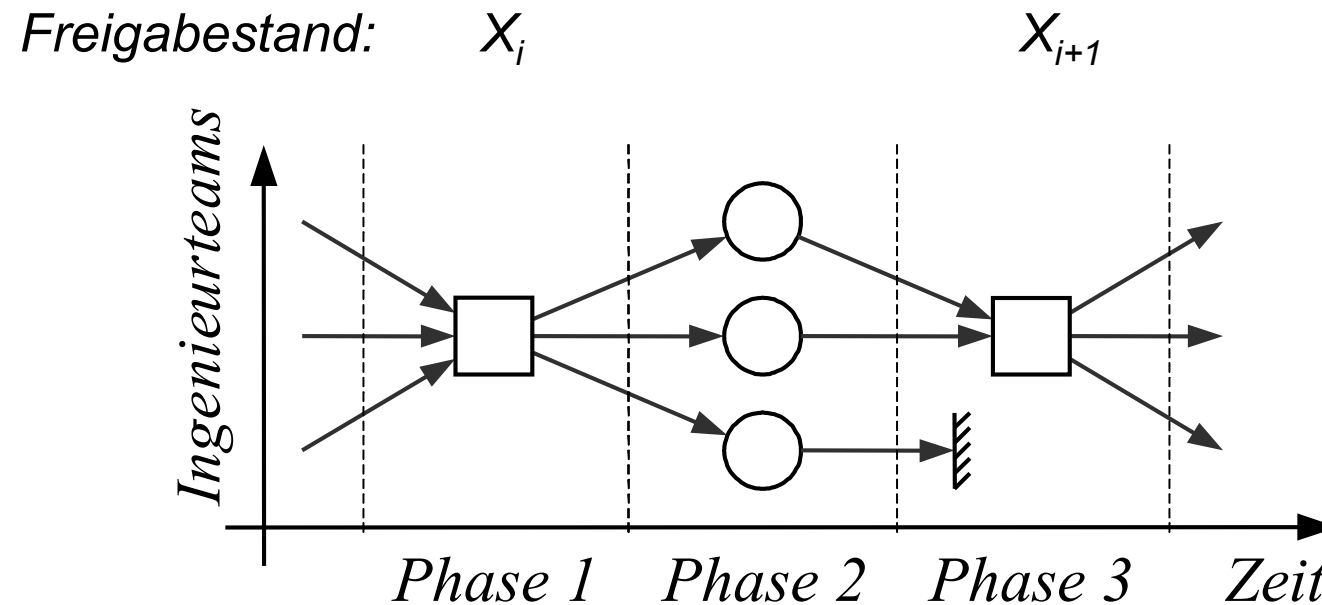 Freigabestand: Xi Xi+1
Ingenieurteams
Phase 1 Phase 2 Phase 3 Zeit